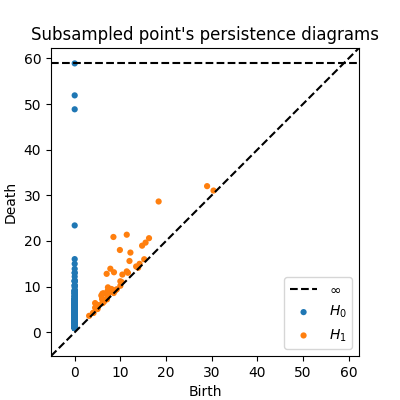 Subsampled point's persistence diagrams
60
50
40
30
20
10
0
Death
0 10 20 30 40 50 60
Birth
∞
H₀
H₁